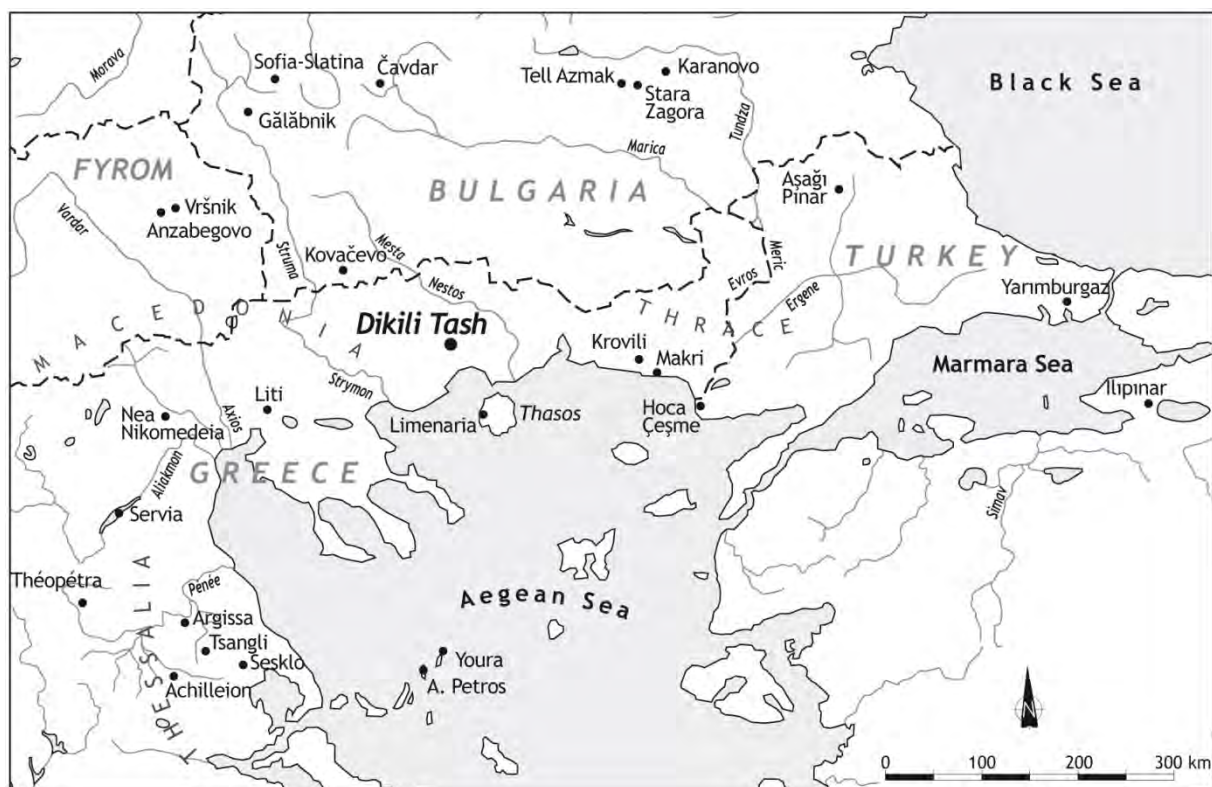 Morava
Sofia-Slatina
Čavdar
Gălăbnik
Tell Azmak
Karanovo
Stara
Zagora
Tundza
Black Sea
FYROM
Vardar
Vršnik
Anzabegovo
Struma
Kovačevo
Mesta
Nestos
Marica
BULGARIA
Aşağı
Pınar
Meric
Evros
Ergene
TURKEY
Yarımburgaz
MACEDONIA
Dikili Tash
THRACE
Krovili
Makri
Marmara Sea
Strymon
Liti
Nea
Nikomedeia
Axios
Limenaria
Thasos
Hoca
Çeşme
Ilıpınar
GREECE
Aliakmon
Servia
Simav
Théopétra
THESSALIA
Pénée
Argissa
Tsangli
Sesklo
Achilleion
Aegean Sea
Youra
A. Petros
N
0 100 200 300 km